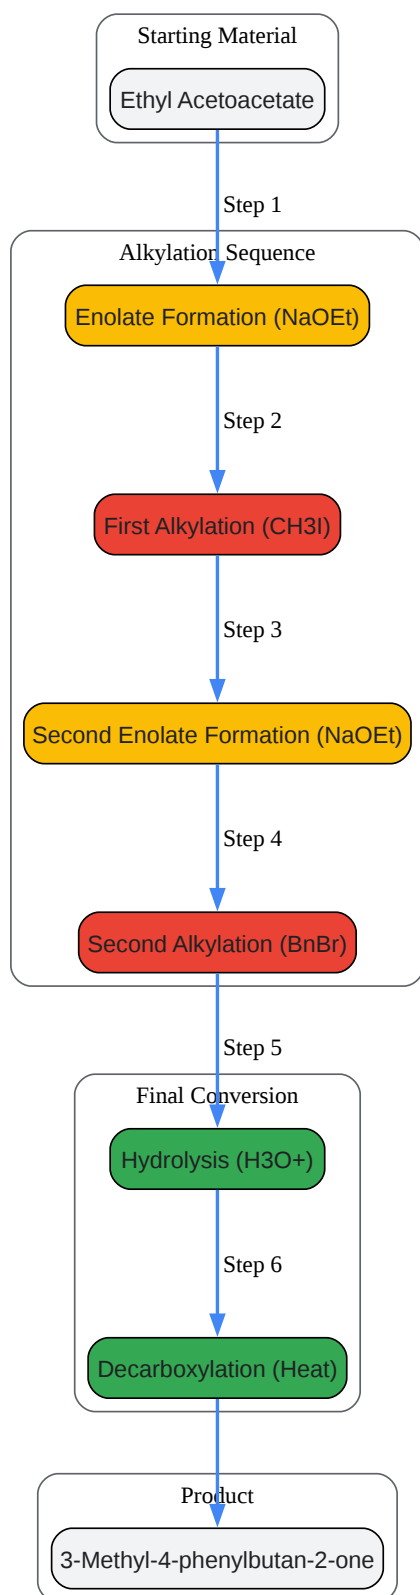 Starting Material
Ethyl Acetoacetate
Step 1
Alkylation Sequence
Enolate Formation (NaOEt)
Step 2
First Alkylation (CH3I)
Step 3
Second Enolate Formation (NaOEt)
Step 4
Second Alkylation (BnBr)
Step 5
Final Conversion
Hydrolysis (H3O+)
Step 6
Decarboxylation (Heat)
Product
3-Methyl-4-phenylbutan-2-one